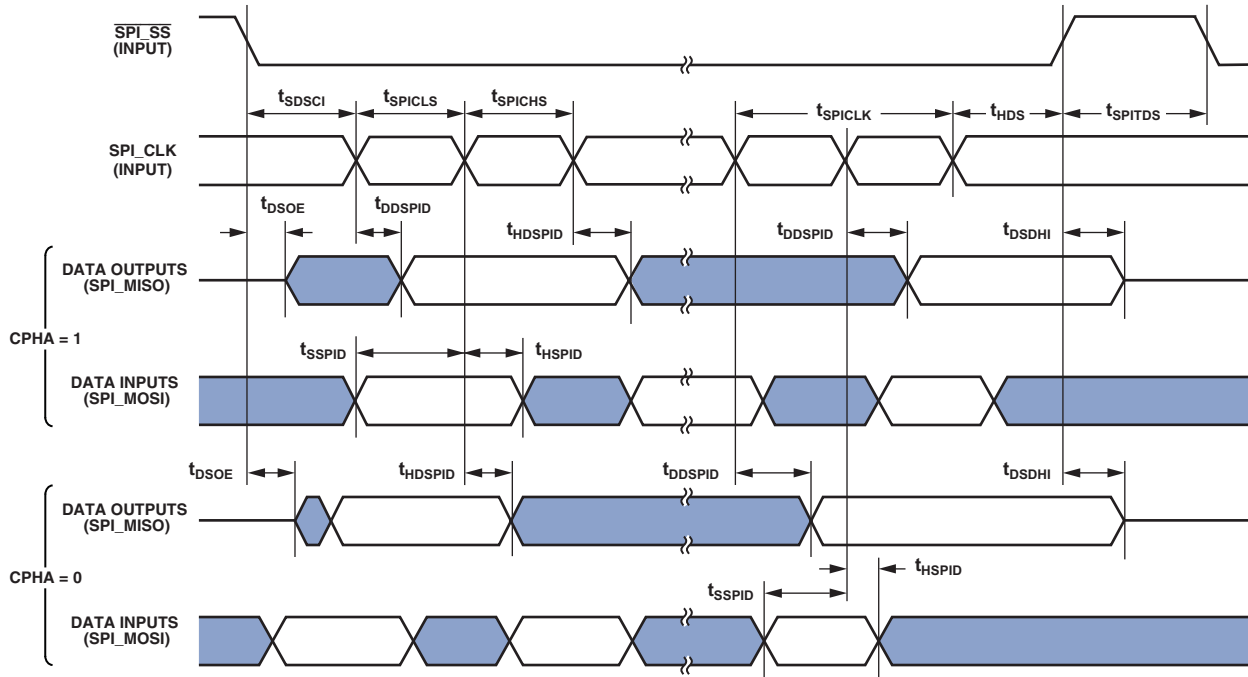 SPI_SS
(INPUT)
tSDSCI
tSPICLS
tSPICHS
tSPICLK
tHDS
tSPITDS
SPI_CLK
(INPUT)
tDSOE
tDDSPID
tHDSPID
tDDSPID
tDSDHI
DATA OUTPUTS
(SPI_MISO)
CPHA = 1
tSSPID
tHSPID
DATA INPUTS
(SPI_MOSI)
tDSOE
tHDSPID
tDDSPID
tDSDHI
DATA OUTPUTS
(SPI_MISO)
CPHA = 0
tHSPID
tSSPID
DATA INPUTS
(SPI_MOSI)